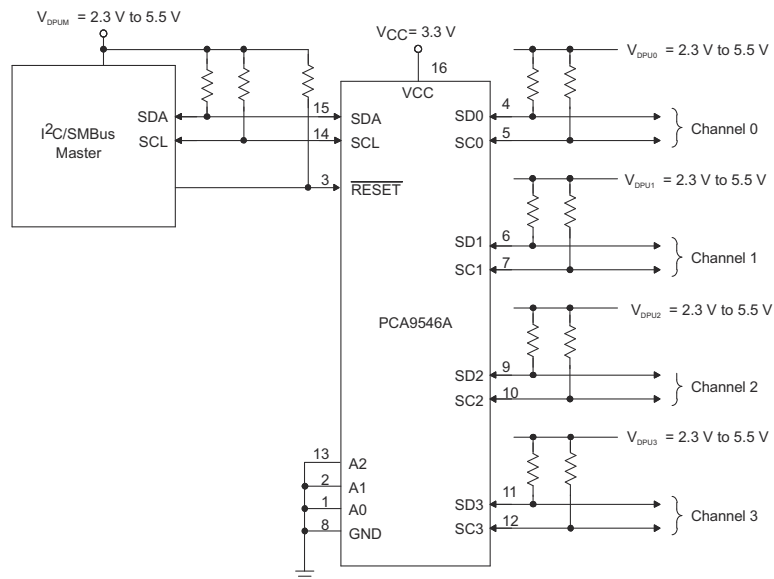 V_DPUM = 2.3 V to 5.5 V
VCC = 3.3 V
16
VCC
I²C/SMBus
Master
SDA
SCL
15
14
3
SDA
SCL
RESET
PCA9546A
13
2
1
8
A2
A1
A0
GND
V_DPU0 = 2.3 V to 5.5 V
SD0
4
SC0
5
Channel 0
V_DPU1 = 2.3 V to 5.5 V
SD1
6
SC1
7
Channel 1
V_DPU2 = 2.3 V to 5.5 V
SD2
9
SC2
10
Channel 2
V_DPU3 = 2.3 V to 5.5 V
SD3
11
SC3
12
Channel 3